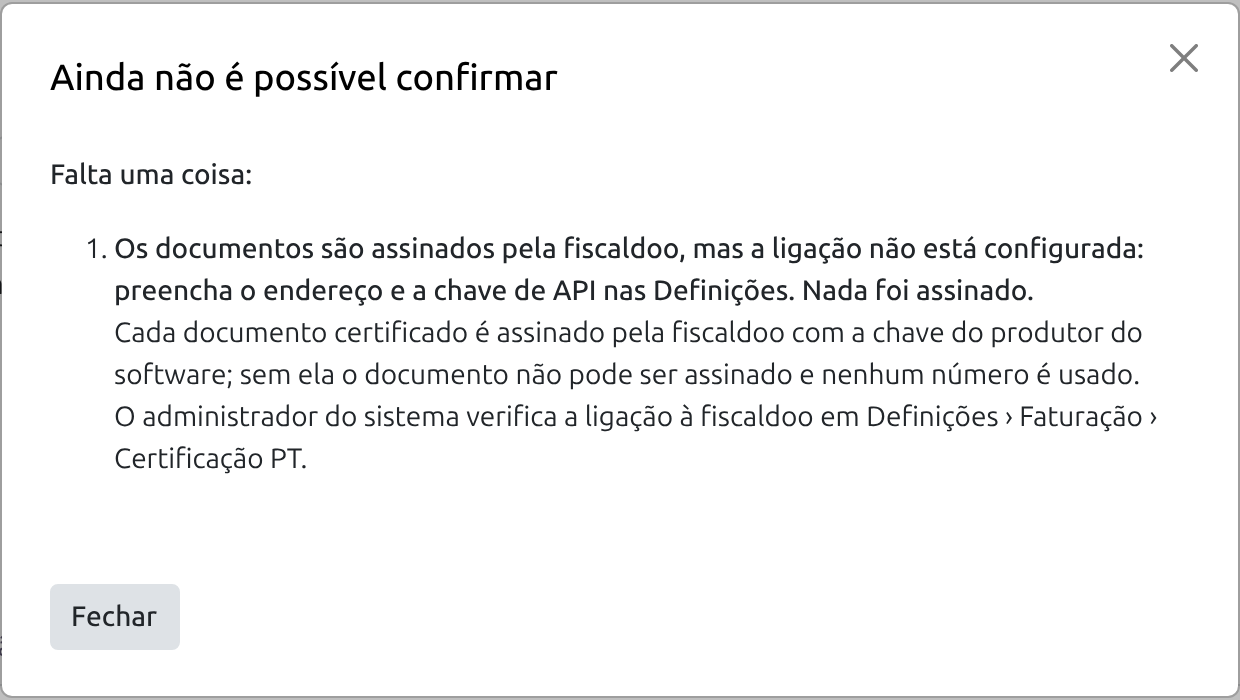 Ainda não é possível confirmar
Falta uma coisa:
1. Os documentos são assinados pela fiscaldoo, mas a ligação não está configurada:
preencha o endereço e a chave de API nas Definições. Nada foi assinado.
Cada documento certificado é assinado pela fiscaldoo com a chave do produtor do
software; sem ela o documento não pode ser assinado e nenhum número é usado.
O administrador do sistema verifica a ligação à fiscaldoo em Definições › Faturação ›
Certificação PT.
Fechar